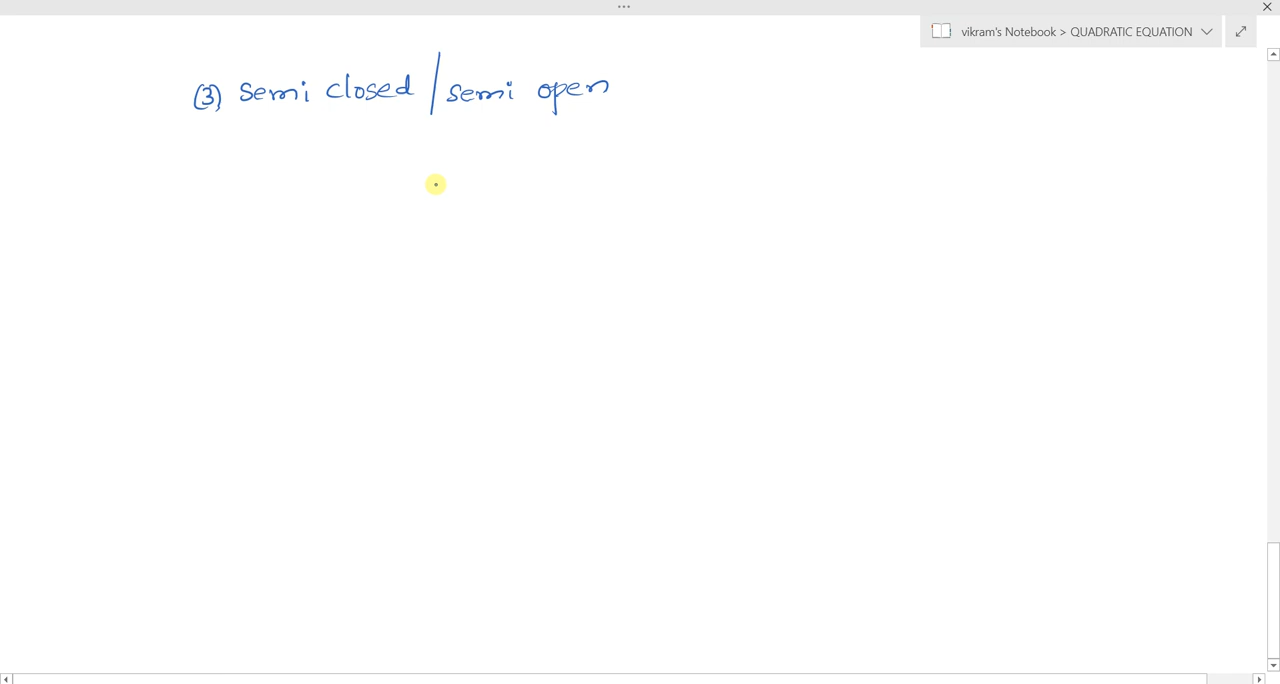 vikram's Notebook > QUADRATIC EQUATION
(3) semi closed / semi open